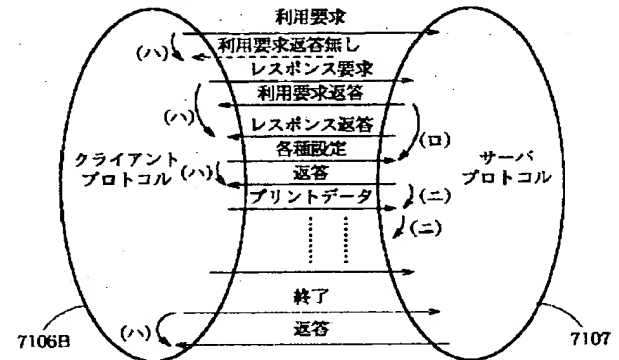 利用要求
(ハ)
利用要求返答無し
レスポンス要求
利用要求返答
(ハ)
レスポンス返答
(ロ)
各種設定
クライアント
プロトコル
(ハ)
返答
サーバ
プロトコル
プリントデータ
(ニ)
(ニ)
終了
(ハ)
返答
7106B
7107